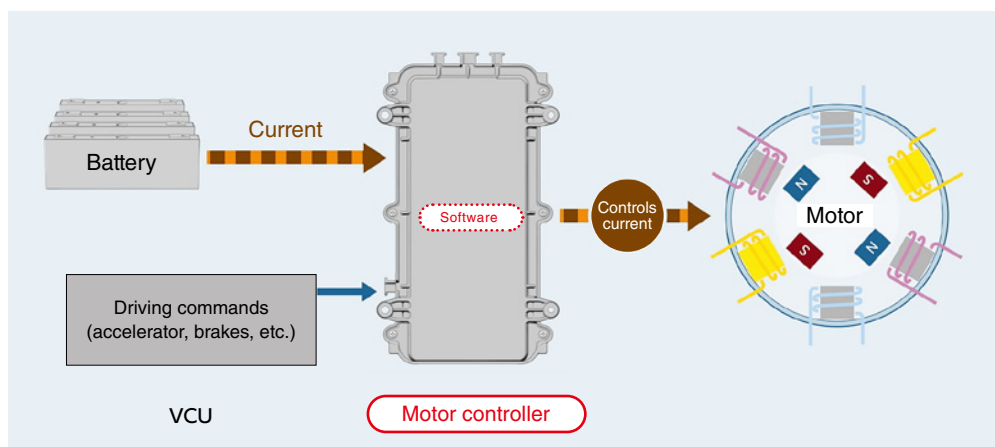 Battery
Current
Software
Controls
current
N
S
Motor
S
N
Driving commands
(accelerator, brakes, etc.)
VCU
Motor controller